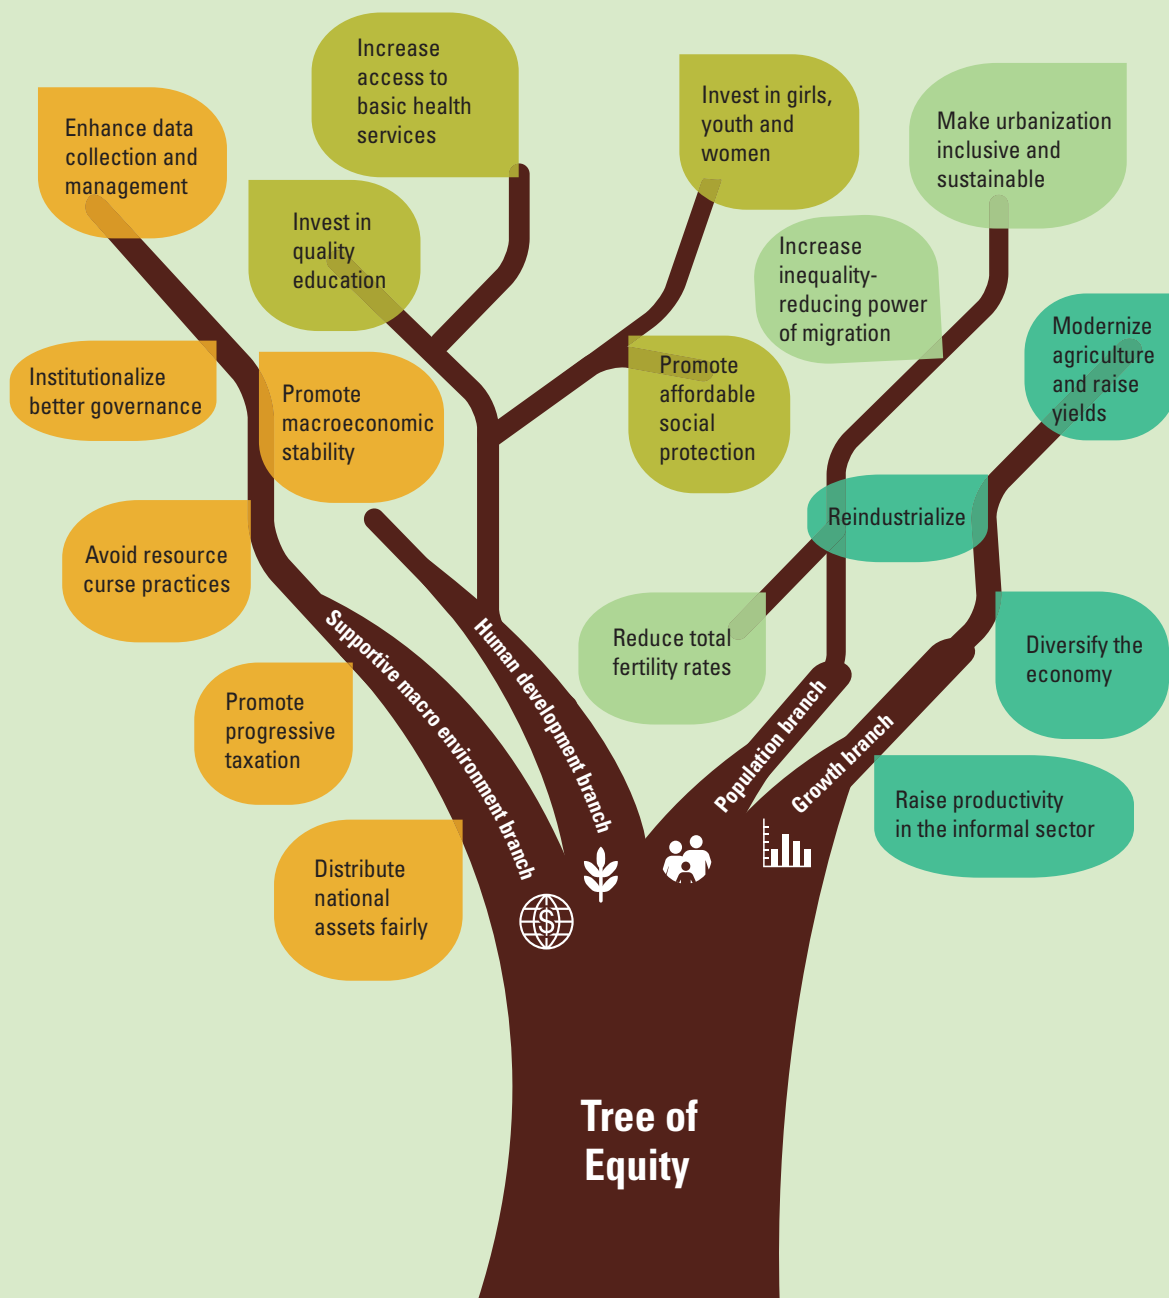 Increase
access to
basic health
services
Invest in girls,
youth and
women
Make urbanization
inclusive and
sustainable
Enhance data
collection and
management
Invest in
quality
education
Increase
inequality-
reducing power
of migration
Modernize
agriculture
and raise
yields
Institutionalize
better governance
Promote
macroeconomic
stability
Promote
affordable
social
protection
Reindustrialize
Avoid resource
curse practices
Reduce total
fertility rates
Diversify the
economy
Promote
progressive
taxation
Supportive macro environment branch
Human development branch
Population branch
Growth branch
Raise productivity
in the informal sector
Distribute
national
assets fairly
$
Tree of
Equity